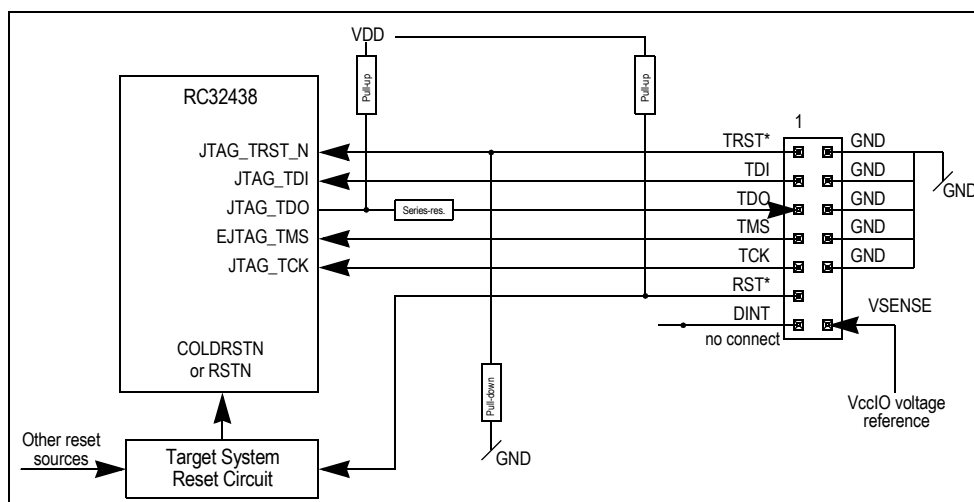 VDD
Pull-up
Pull-up
RC32438
1
JTAG_TRST_N
TRST*
GND
JTAG_TDI
TDI
GND
GND
JTAG_TDO
Series-res.
TDO
GND
EJTAG_TMS
TMS
GND
JTAG_TCK
TCK
GND
RST*
VSENSE
DINT
no connect
COLDRSTN
or RSTN
Pull-down
GND
VccIO voltage
reference
Other reset
sources
Target System
Reset Circuit